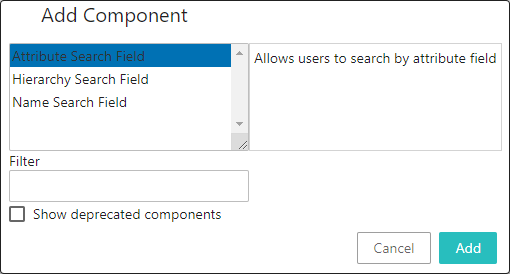 Add Component
Attribute Search Field
Hierarchy Search Field
Name Search Field
Allows users to search by attribute field
Filter
Show deprecated components
Cancel
Add